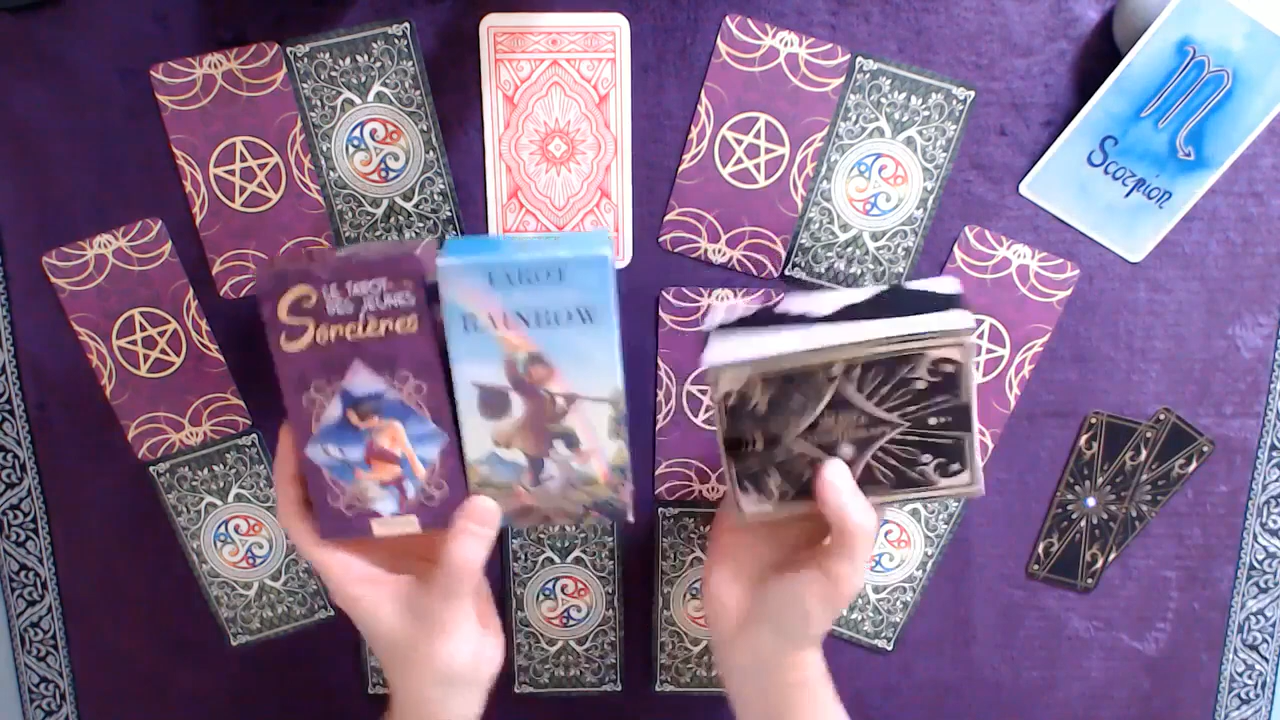 LE TAROT
DES JEUNES
Sorcières
TAROT
RAINBOW
Scorpion